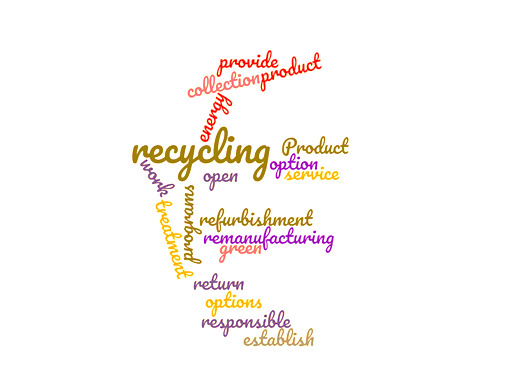 provide
collection
product
energy
recycling
Product
option
work
open
service
programs
treatment
refurbishment
remanufacturing
green
return
options
responsible
establish